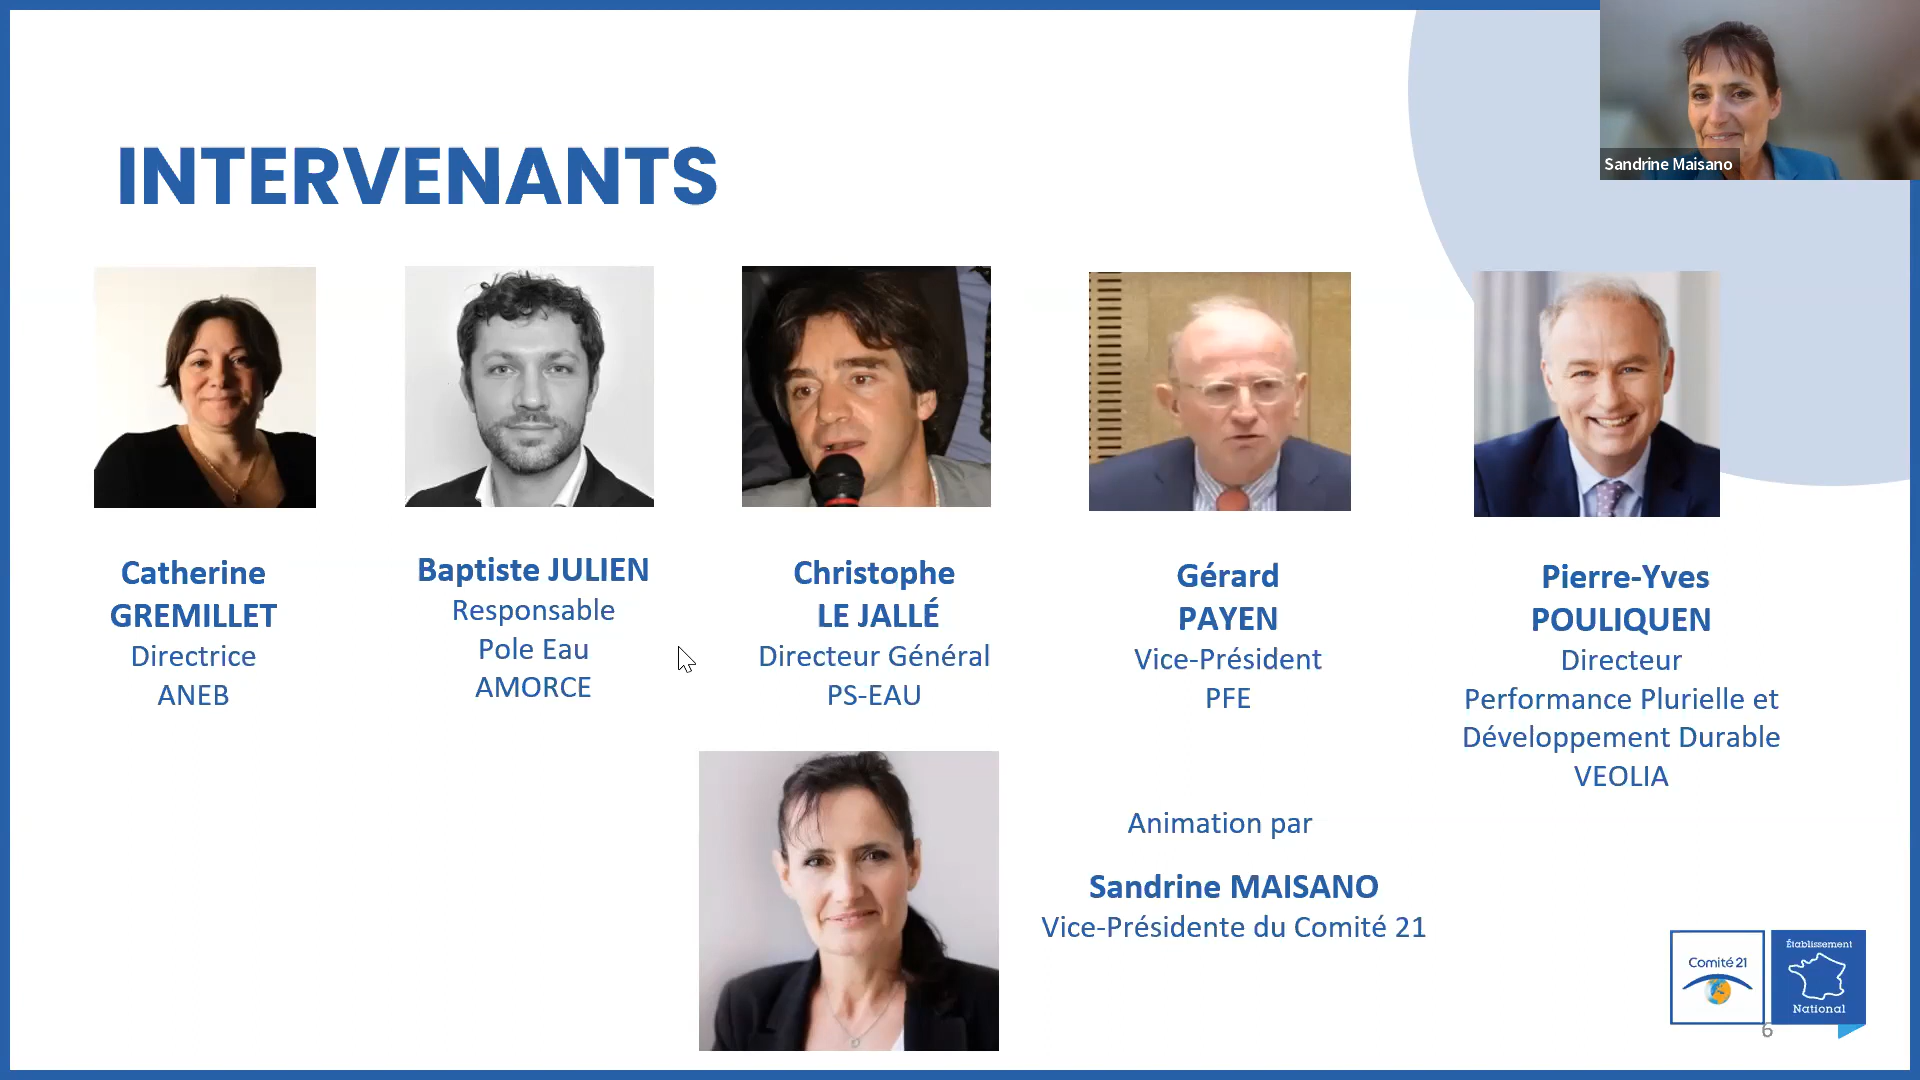 Sandrine Maisano
INTERVENANTS
Catherine
GREMILLET
Directrice
ANEB
Baptiste JULIEN
Responsable
Pole Eau
AMORCE
Christophe
LE JALLÉ
Directeur Général
PS-EAU
Gérard
PAYEN
Vice-Président
PFE
Pierre-Yves
POULIQUEN
Directeur
Performance Plurielle et
Développement Durable
VEOLIA
Animation par
Sandrine MAISANO
Vice-Présidente du Comité 21
Comité 21
Établissement
National
6